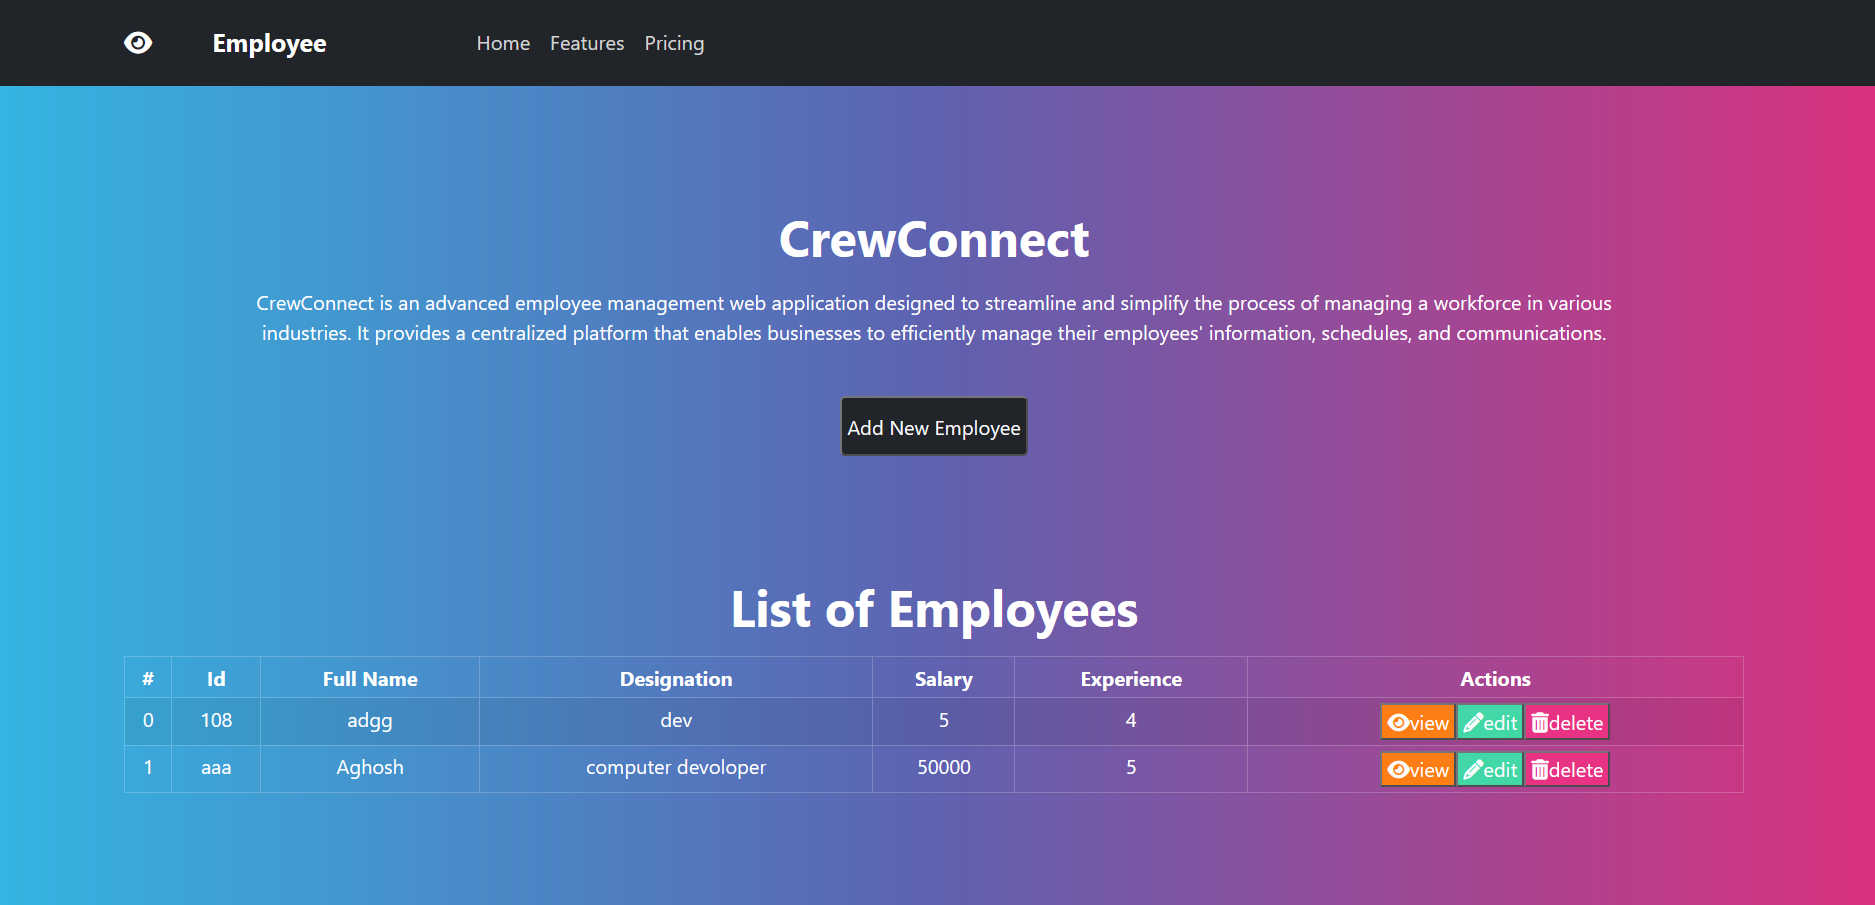 Employee Home Features Pricing
CrewConnect
CrewConnect is an advanced employee management web application designed to streamline and simplify the process of managing a workforce in various
industries. It provides a centralized platform that enables businesses to efficiently manage their employees' information, schedules, and communications.
Add New Employee
List of Employees
# Id Full Name Designation Salary Experience Actions
0 108 adgg dev 5 4 view edit delete
1 aaa Aghosh computer devoloper 50000 5 view edit delete